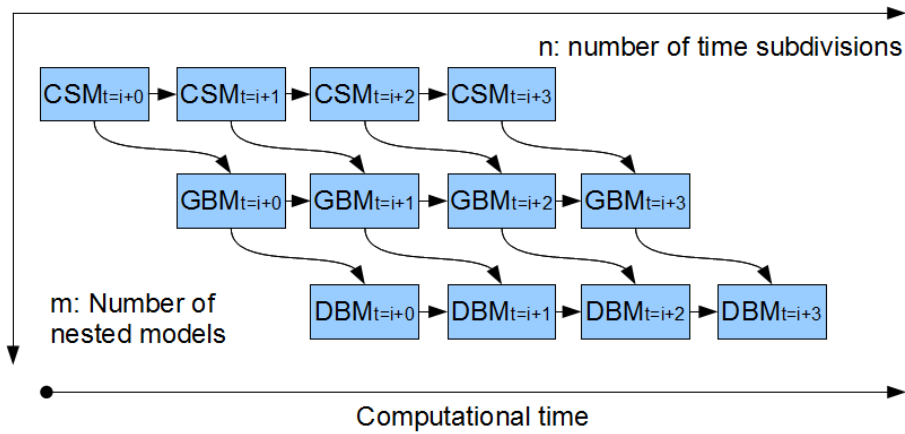 n: number of time subdivisions
CSMt=i+0 CSMt=i+1 CSMt=i+2 CSMt=i+3
GBMt=i+0 GBMt=i+1 GBMt=i+2 GBMt=i+3
DBMt=i+0 DBMt=i+1 DBMt=i+2 DBMt=i+3
m: Number of
nested models
Computational time